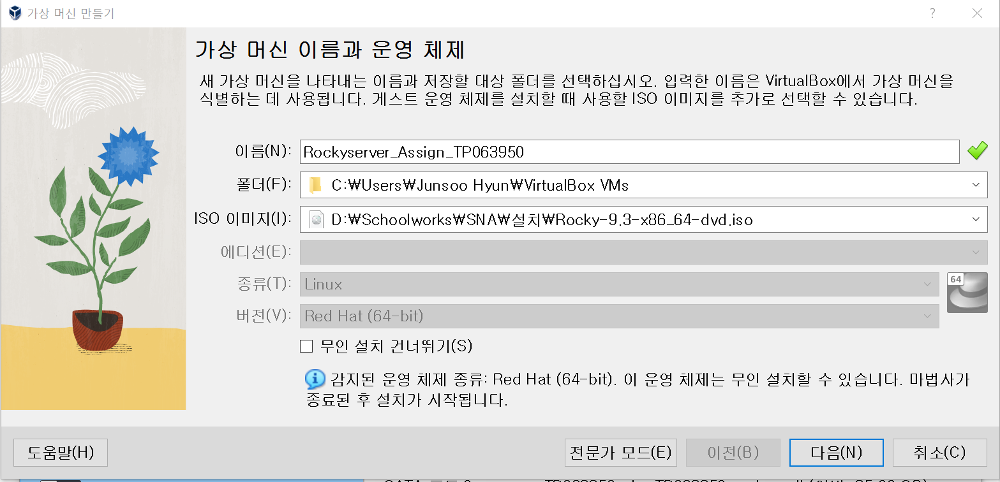 가상 머신 만들기
?
가상 머신 이름과 운영 체제
새 가상 머신을 나타내는 이름과 저장할 대상 폴더를 선택하십시오. 입력한 이름은 VirtualBox에서 가상 머신을
식별하는 데 사용됩니다. 게스트 운영 체제를 설치할 때 사용할 ISO 이미지를 추가로 선택할 수 있습니다.
이름(N): Rockyserver_Assign_TP063950
폴더(F): C:₩Users₩Junsoo Hyun₩VirtualBox VMs
ISO 이미지(I): D:₩Schoolworks₩SNA₩설치₩Rocky-9.3-x86_64-dvd.iso
에디션(E):
종류(T): Linux
64
버전(V): Red Hat (64-bit)
무인 설치 건너뛰기(S)
감지된 운영 체제 종류: Red Hat (64-bit). 이 운영 체제는 무인 설치할 수 있습니다. 마법사가
종료된 후 설치가 시작됩니다.
도움말(H) 전문가 모드(E) 이전(B) 다음(N) 취소(C)